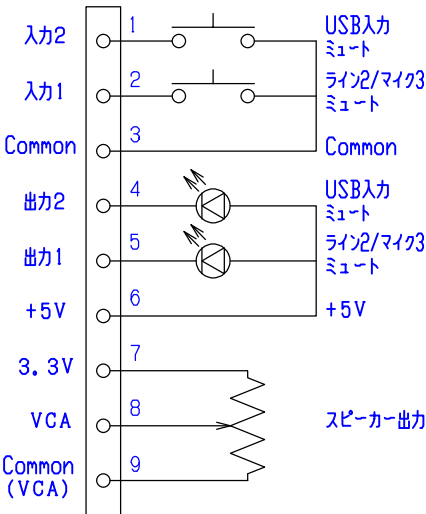 入力2 1 USB入力
ミュート
入力1 2 ライン2/マイク3
ミュート
Common 3 Common
出力2 4 USB入力
ミュート
出力1 5 ライン2/マイク3
ミュート
+5V 6 +5V
3.3V 7
VCA 8 スピーカー出力
Common 9
(VCA)